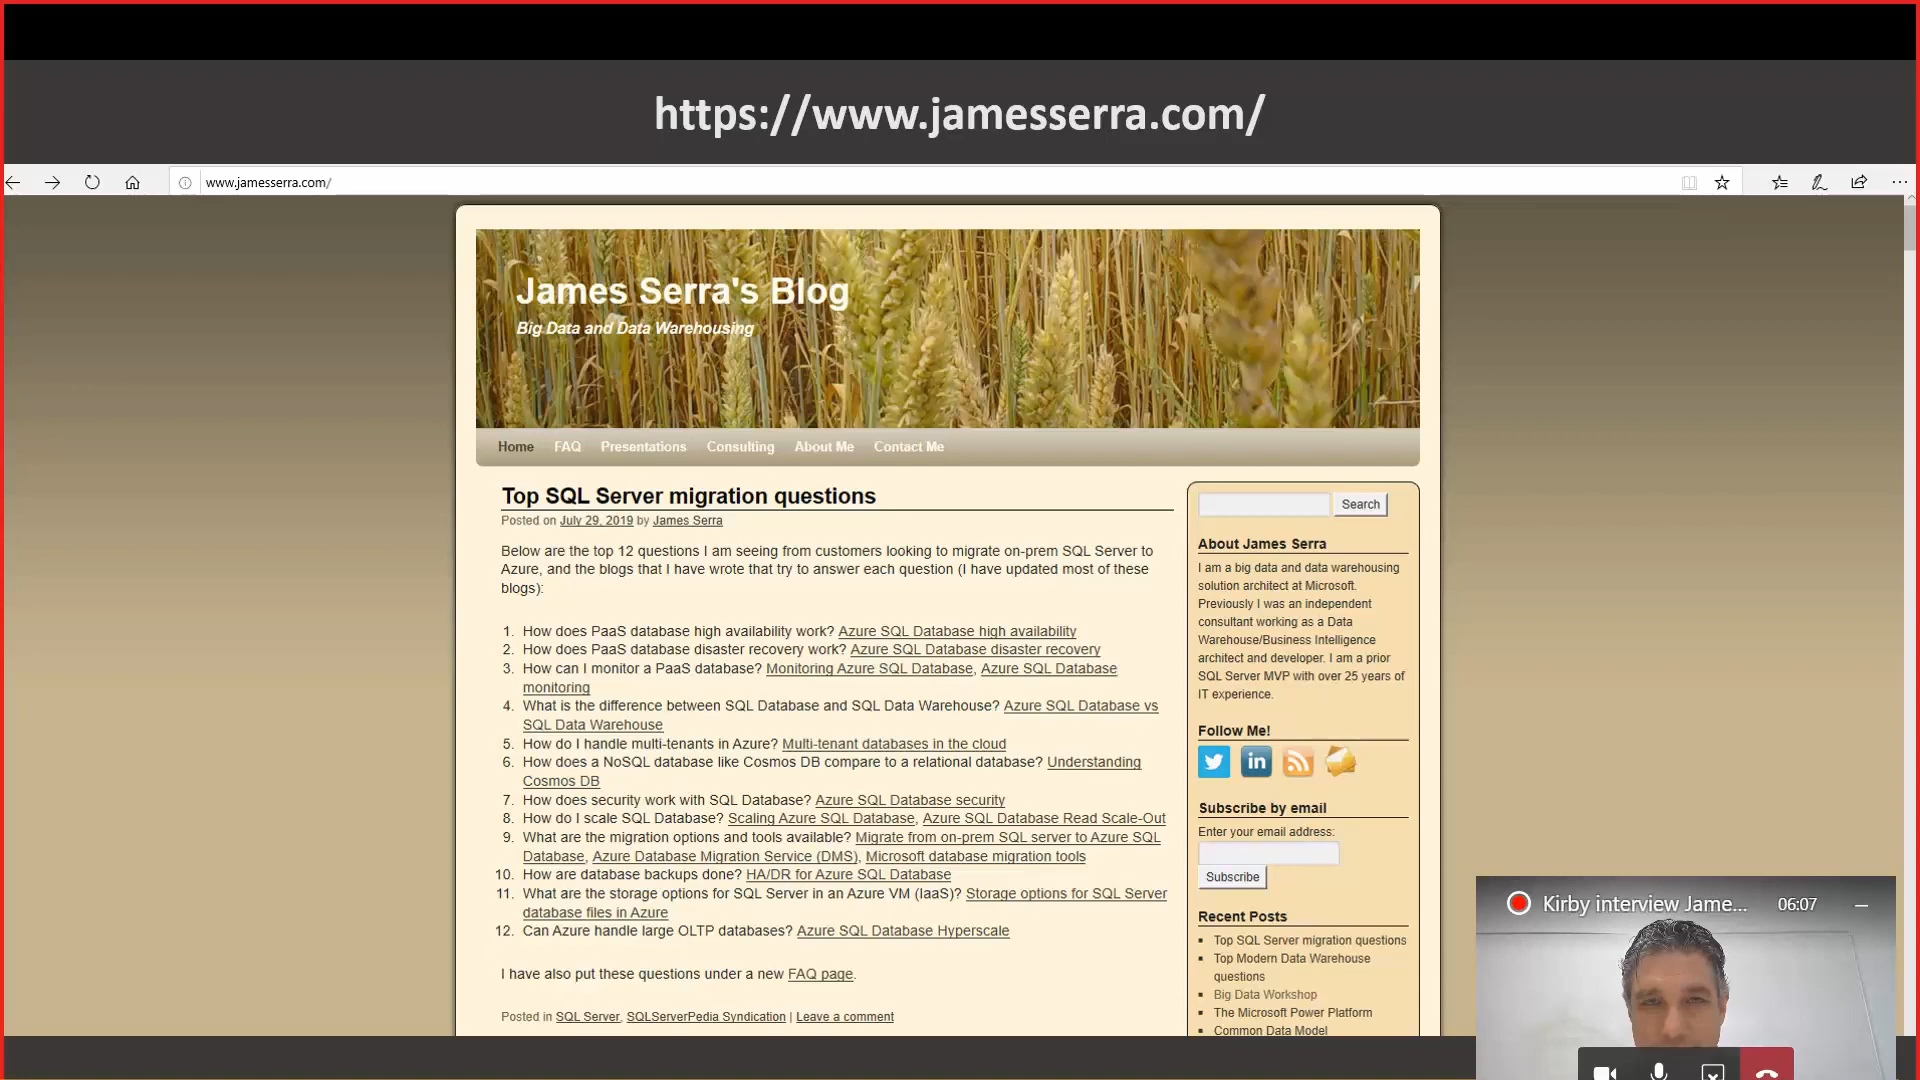 https://www.jamesserra.com/
www.jamesserra.com/
James Serra's Blog
Big Data and Data Warehousing
Home FAQ Presentations Consulting About Me Contact Me
Top SQL Server migration questions
Posted on July 29, 2019 by James Serra
Below are the top 12 questions I am seeing from customers looking to migrate on-prem SQL Server to
Azure, and the blogs that I have wrote that try to answer each question (I have updated most of these
blogs):
1. How does PaaS database high availability work? Azure SQL Database high availability
2. How does PaaS database disaster recovery work? Azure SQL Database disaster recovery
3. How can I monitor a PaaS database? Monitoring Azure SQL Database, Azure SQL Database
monitoring
4. What is the difference between SQL Database and SQL Data Warehouse? Azure SQL Database vs
SQL Data Warehouse
5. How do I handle multi-tenants in Azure? Multi-tenant databases in the cloud
6. How does a NoSQL database like Cosmos DB compare to a relational database? Understanding
Cosmos DB
7. How does security work with SQL Database? Azure SQL Database security
8. How do I scale SQL Database? Scaling Azure SQL Database, Azure SQL Database Read Scale-Out
9. What are the migration options and tools available? Migrate from on-prem SQL server to Azure SQL
Database, Azure Database Migration Service (DMS), Microsoft database migration tools
10. How are database backups done? HA/DR for Azure SQL Database
11. What are the storage options for SQL Server in an Azure VM (IaaS)? Storage options for SQL Server
database files in Azure
12. Can Azure handle large OLTP databases? Azure SQL Database Hyperscale
I have also put these questions under a new FAQ page.
Posted in SQL Server, SQLServerPedia Syndication | Leave a comment
Search
About James Serra
I am a big data and data warehousing
solution architect at Microsoft.
Previously I was an independent
consultant working as a Data
Warehouse/Business Intelligence
architect and developer. I am a prior
SQL Server MVP with over 25 years of
IT experience.
Follow Me!
in
Subscribe by email
Enter your email address:
Subscribe
Recent Posts
Top SQL Server migration questions
Top Modern Data Warehouse
questions
Big Data Workshop
The Microsoft Power Platform
Common Data Model
Kirby interview Jame... 06:07